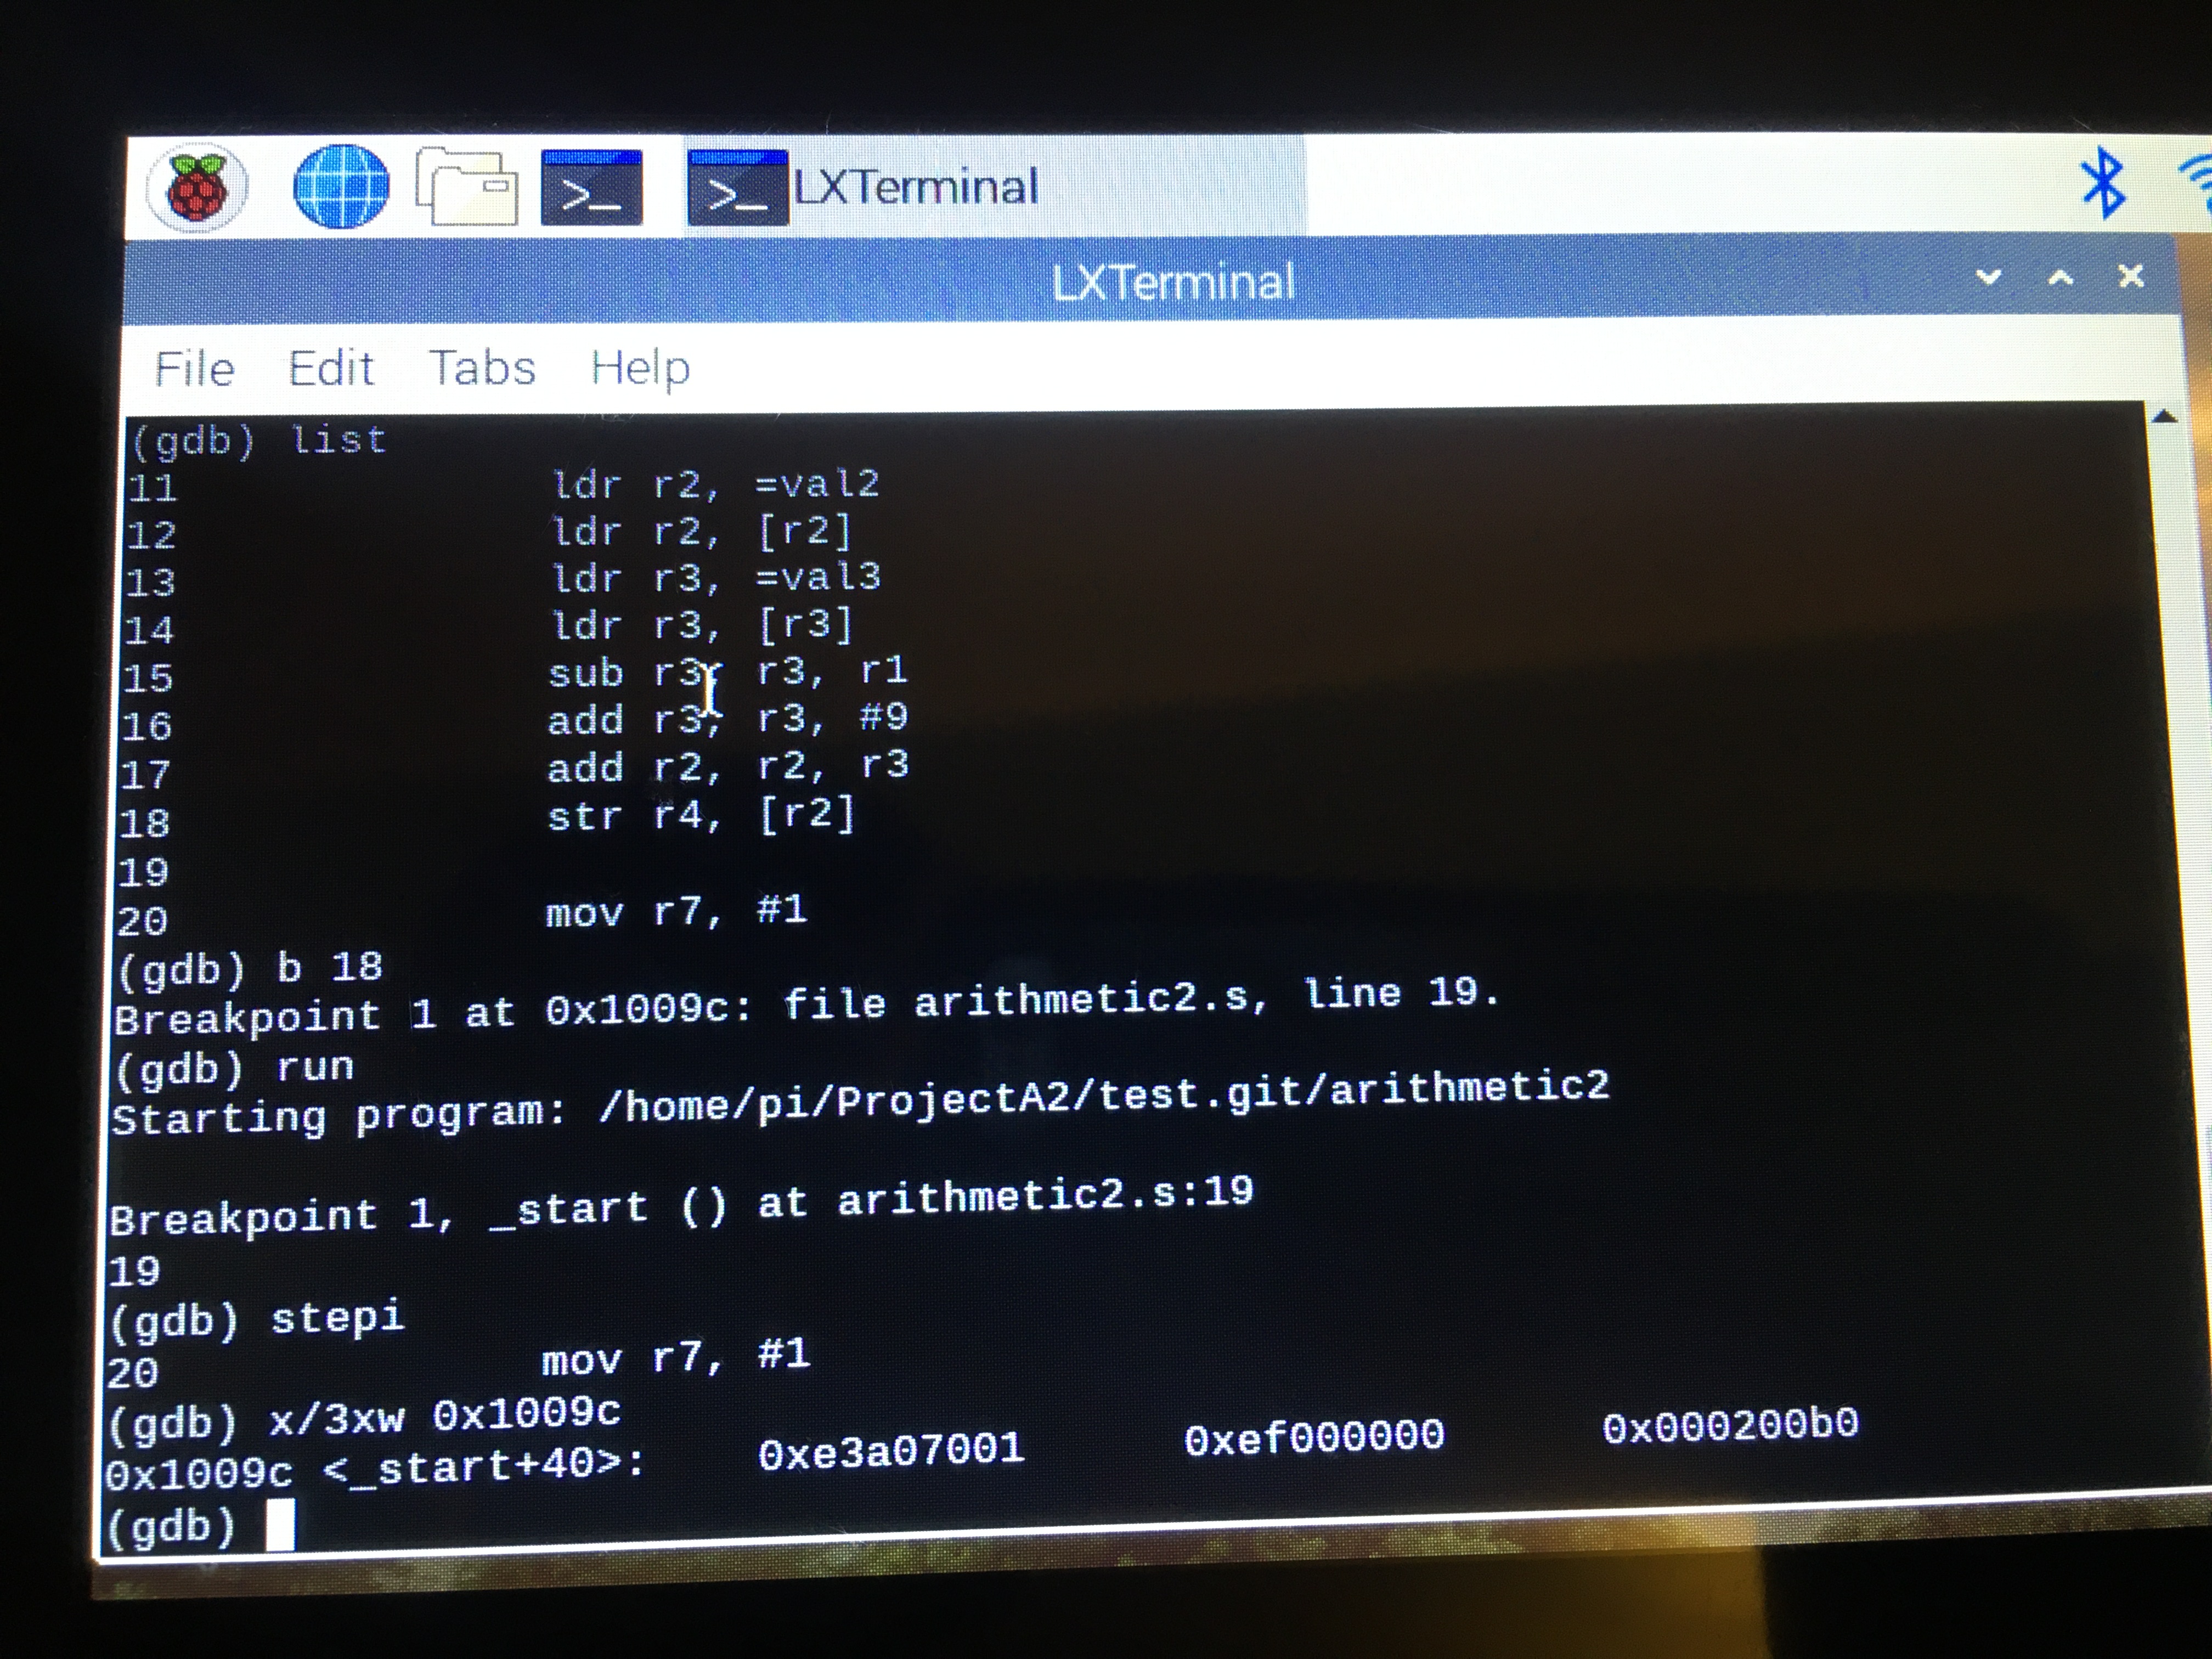 LXTerminal
LXTerminal
File Edit Tabs Help
(gdb) list
11 ldr r2, =val2
12 ldr r2, [r2]
13 ldr r3, =val3
14 ldr r3, [r3]
15 sub r3, r3, r1
16 add r3, r3, #9
17 add r2, r2, r3
18 str r4, [r2]
19
20 mov r7, #1
(gdb) b 18
Breakpoint 1 at 0x1009c: file arithmetic2.s, line 19.
(gdb) run
Starting program: /home/pi/ProjectA2/test.git/arithmetic2
Breakpoint 1, _start () at arithmetic2.s:19
19
(gdb) stepi
20 mov r7, #1
(gdb) x/3xw 0x1009c
0x1009c <_start+40>: 0xe3a07001 0xef000000 0x000200b0
(gdb)